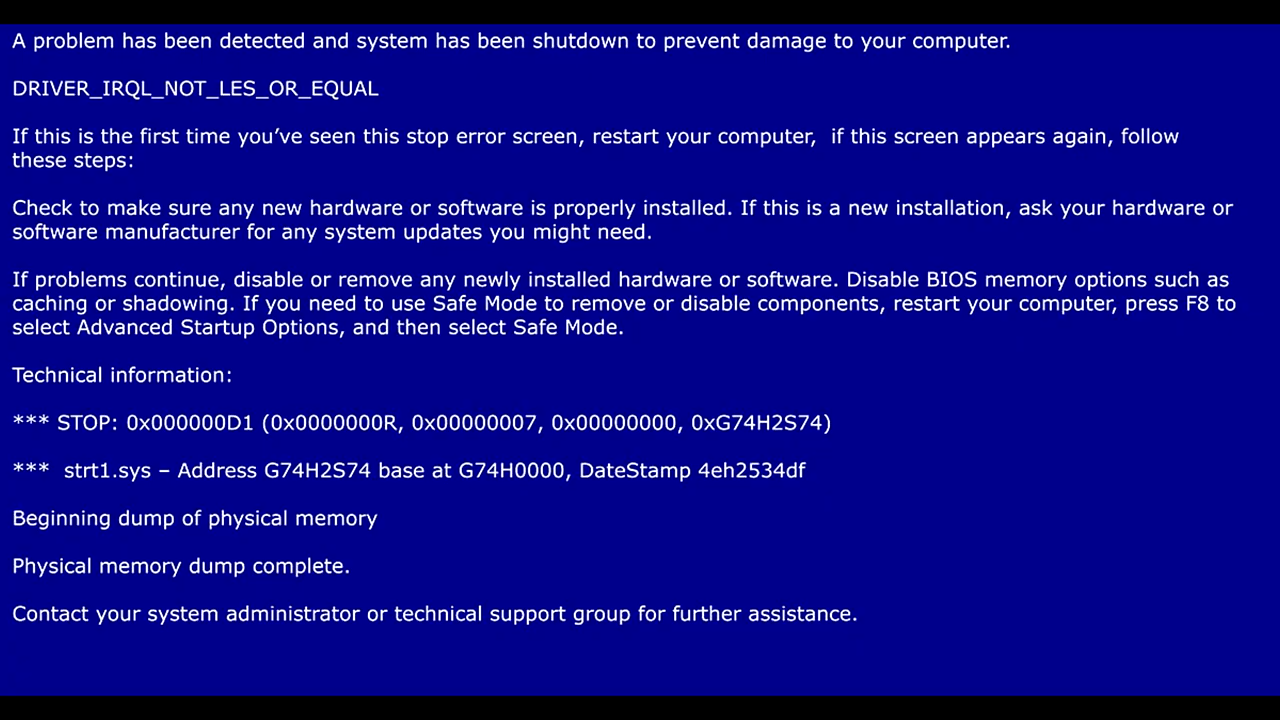 A problem has been detected and system has been shutdown to prevent damage to your computer.
DRIVER_IRQL_NOT_LES_OR_EQUAL
If this is the first time you’ve seen this stop error screen, restart your computer,  if this screen appears again, follow
these steps:
Check to make sure any new hardware or software is properly installed. If this is a new installation, ask your hardware or
software manufacturer for any system updates you might need.
If problems continue, disable or remove any newly installed hardware or software. Disable BIOS memory options such as
caching or shadowing. If you need to use Safe Mode to remove or disable components, restart your computer, press F8 to
select Advanced Startup Options, and then select Safe Mode.
Technical information:
*** STOP: 0x000000D1 (0x0000000R, 0x00000007, 0x00000000, 0xG74H2S74)
***  strt1.sys – Address G74H2S74 base at G74H0000, DateStamp 4eh2534df
Beginning dump of physical memory
Physical memory dump complete.
Contact your system administrator or technical support group for further assistance.